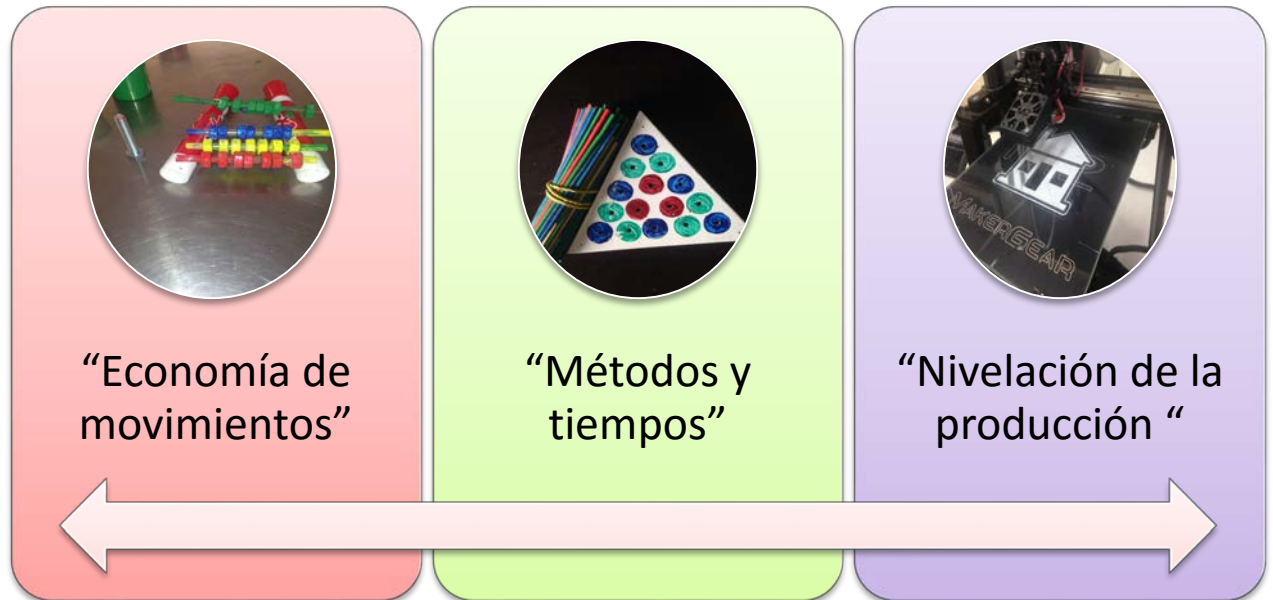 “Economía de
movimientos”
“Métodos y
tiempos”
“Nivelación de la
producción “
MAKERGEAR